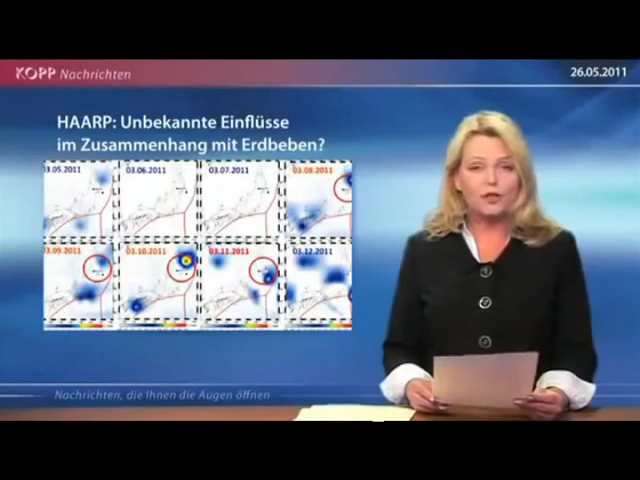 KOPP Nachrichten
26.05.2011
HAARP: Unbekannte Einflüsse
im Zusammenhang mit Erdbeben?
03.05.2011 03.06.2011 03.07.2011 03.08.2011
03.09.2011 03.10.2011 03.11.2011 03.12.2011
Nachrichten, die Ihnen die Augen öffnen